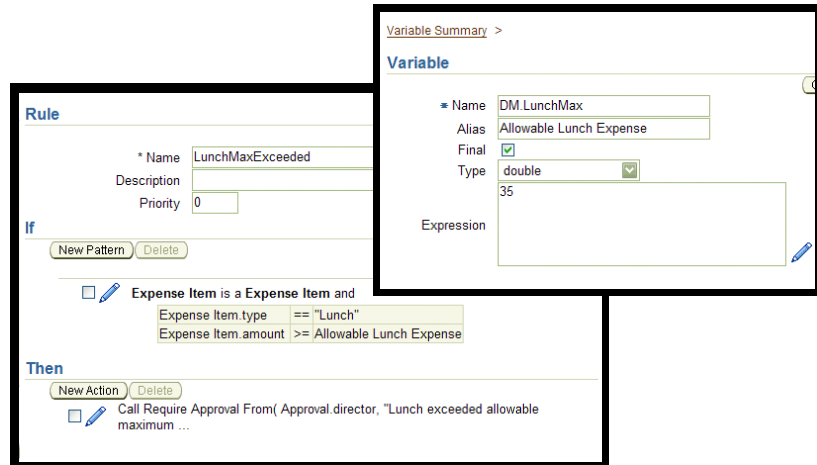 Variable Summary >
Variable
* Name DM.LunchMax
Alias Allowable Lunch Expense
Final
Type double
Expression 35
Rule
* Name LunchMaxExceeded
Description
Priority 0
If
New Pattern Delete
Expense Item is a Expense Item and
Expense Item.type == "Lunch"
Expense Item.amount >= Allowable Lunch Expense
Then
New Action Delete
Call Require Approval From( Approval.director, "Lunch exceeded allowable
maximum ...